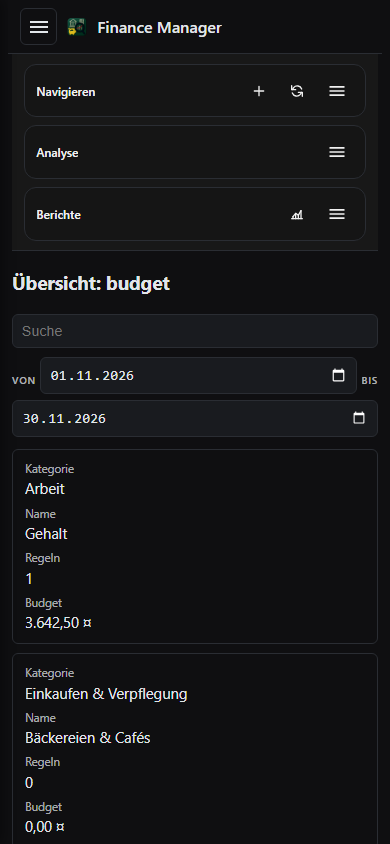 Finance Manager
Navigieren
Analyse
Berichte
Übersicht: budget
Suche
VON 01.11.2026 BIS
30.11.2026
Kategorie
Arbeit
Name
Gehalt
Regeln
1
Budget
3.642,50 ¤
Kategorie
Einkaufen & Verpflegung
Name
Bäckereien & Cafés
Regeln
0
Budget
0,00 ¤